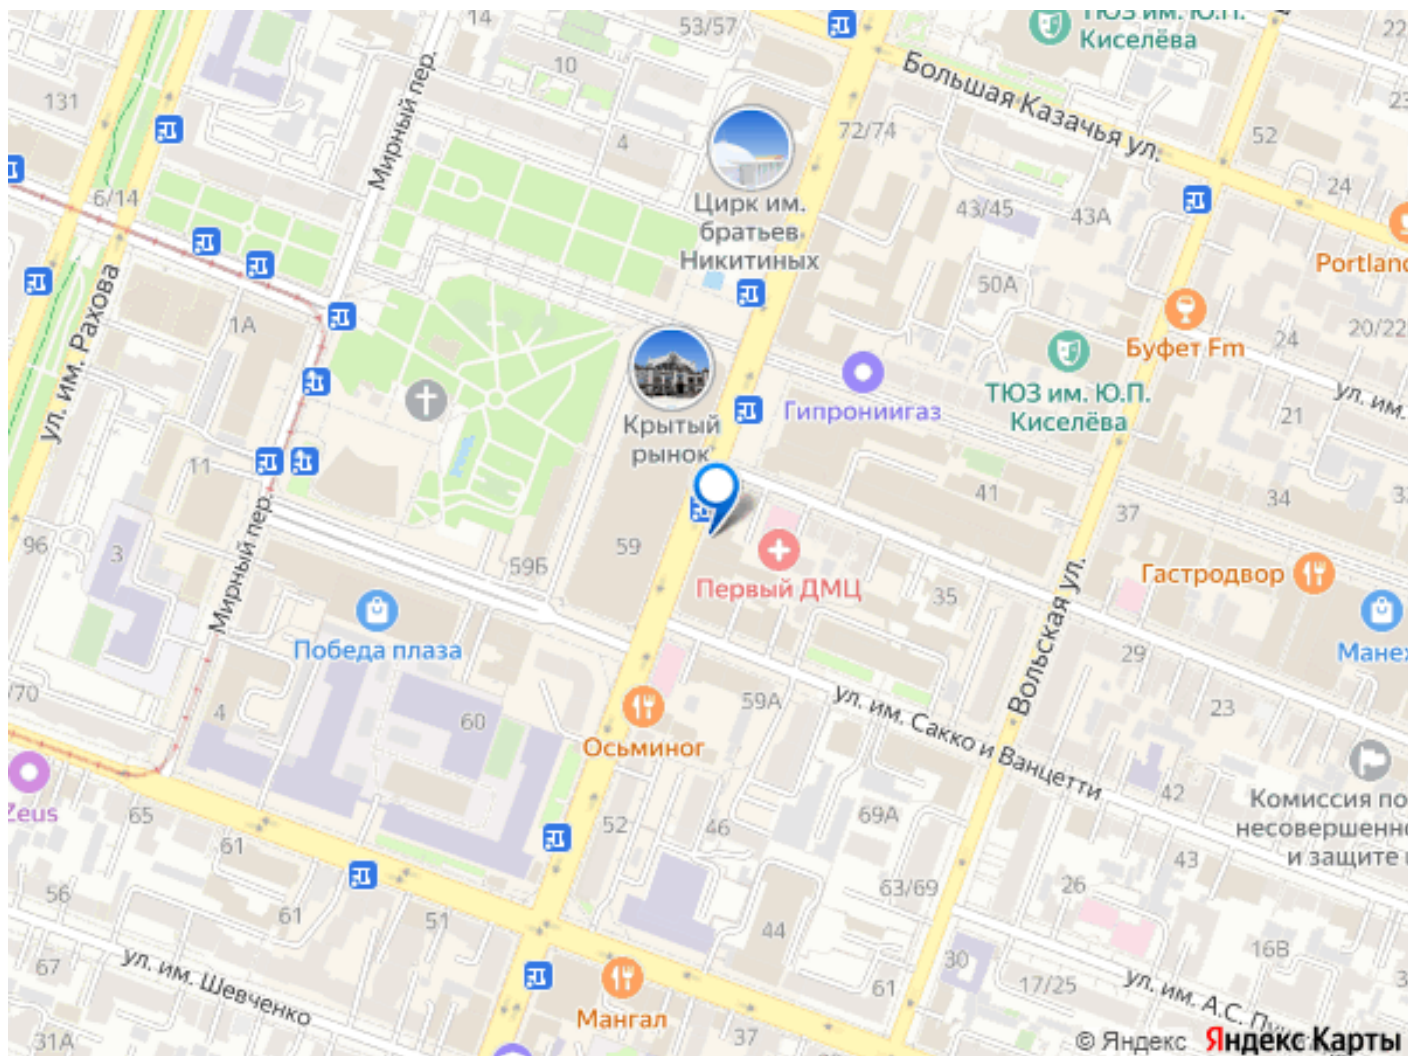 ТЮЗ им. Ю.П.
Киселёва
14
53/57
22
10
131
Мирный пер.
Большая Казачья ул.
72/74
52
4
23
6/14
24
Цирк им.
братьев
Никитиных
43/45
43А
Portland
50А
ул. им. Рахова
1А
20/22
24
Буфет Fm
ТЮЗ им. Ю.П.
Киселёва
ул. им.
Гипрониигаз
21
Крытый
рынок
11
41
34
37
96
3
59
59Б
Мирный пер.
Первый ДМЦ
35
Гастродвор
Вольская ул.
Победа плаза
29
Манеж
/70
4
60
59А
ул. им. Сакко и Ванцетти
23
Осьминог
Zeus
65
61
52
46
69А
42
Комиссия по
несовершенно
и защите
43
56
61
51
63/69
26
44
16В
67
ул. им. Шевченко
30
61
17/25
ул. им. А.С.
Мангал
31А
37
© Яндекс Яндекс Карты